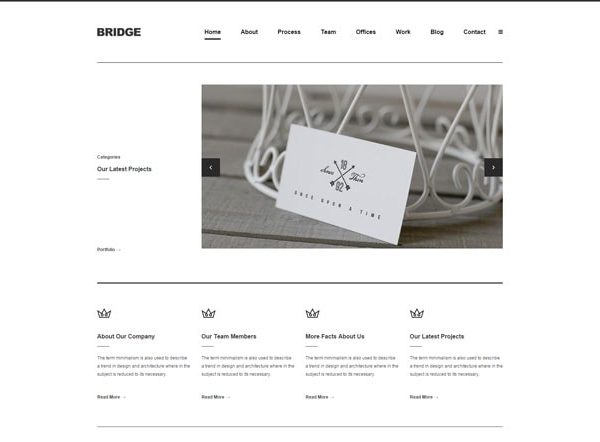 BRIDGE
Home About Process Team Offices Work Blog Contact
Categories
Our Latest Projects
Portfolio →
18
02
ONCE UPON A TIME
About Our Company
The term minimalism is also used to describe
a trend in design and architecture where in the
subject is reduced to its necessary.
Read More →
Our Team Members
The term minimalism is also used to describe
a trend in design and architecture where in the
subject is reduced to its necessary.
Read More →
More Facts About Us
The term minimalism is also used to describe
a trend in design and architecture where in the
subject is reduced to its necessary.
Read More →
Our Latest Projects
The term minimalism is also used to describe
a trend in design and architecture where in the
subject is reduced to its necessary.
Read More →